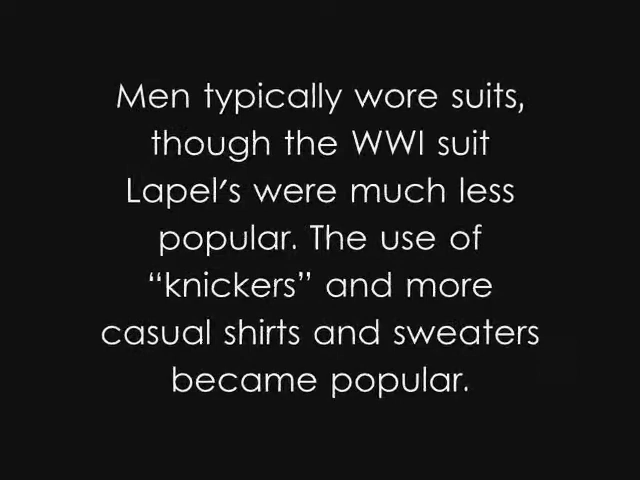 Men typically wore suits,
though the WWI suit
Lapel's were much less
popular. The use of
“knickers” and more
casual shirts and sweaters
became popular.